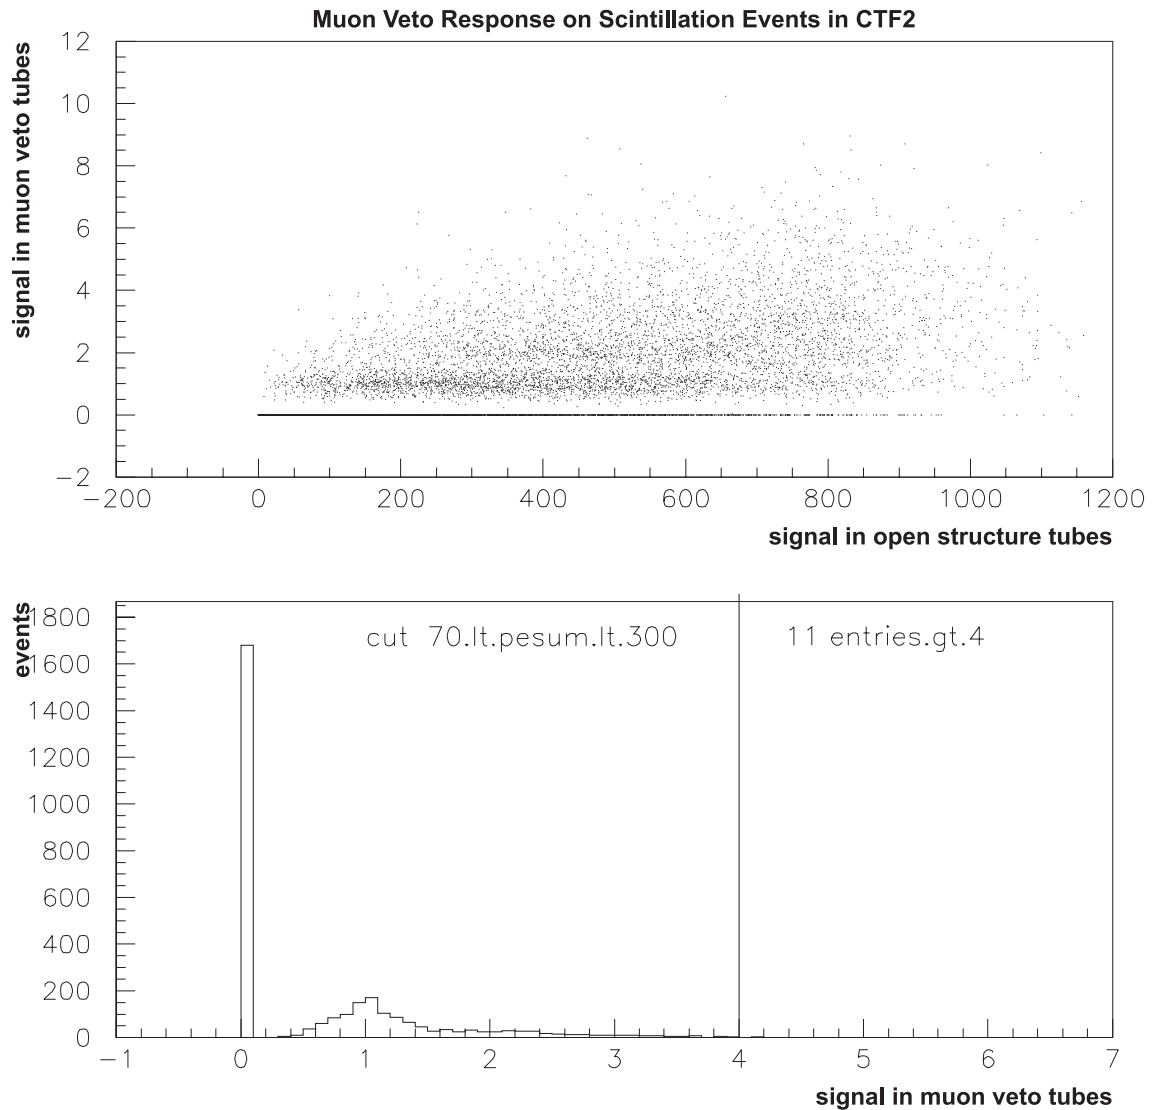 Muon Veto Response on Scintillation Events in CTF2
signal in muon veto tubes
12
10
8
6
4
2
0
−2
−200 0 200 400 600 800 1000 1200
signal in open structure tubes
events
cut 70.lt.pesum.lt.300 11 entries.gt.4
1800
1600
1400
1200
1000
800
600
400
200
0
−1 0 1 2 3 4 5 6 7
signal in muon veto tubes